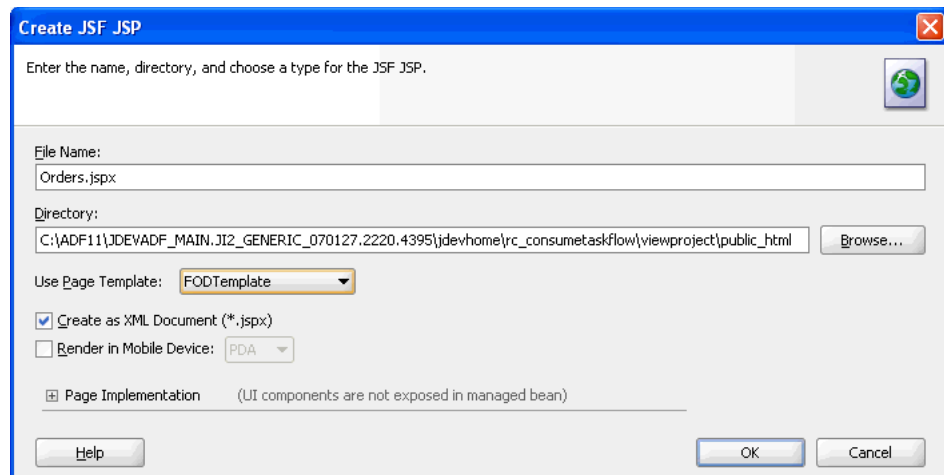 Create JSF JSP
Enter the name, directory, and choose a type for the JSF JSP.
File Name:
Orders.jspx
Directory:
C:\ADF11\JDEVADF_MAIN.JI2_GENERIC_070127.2220.4395\jdevhome\rc_consumetaskflow\viewproject\public_html Browse...
Use Page Template: FODTemplate
Create as XML Document (*.jspx)
Render in Mobile Device: PDA
Page Implementation (UI components are not exposed in managed bean)
Help OK Cancel